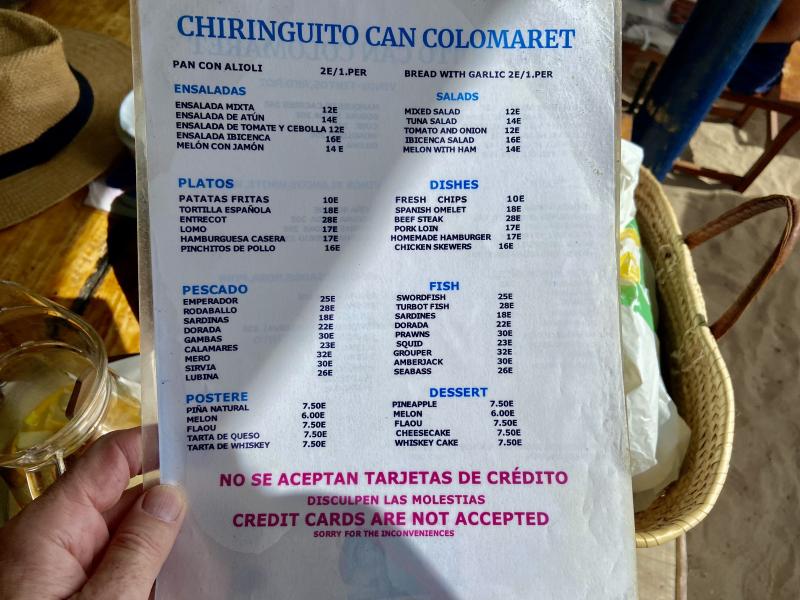 CHIRINGUITO CAN COLOMARET
PAN CON ALIOLI 2E/1.PER
BREAD WITH GARLIC 2E/1.PER
ENSALADAS
ENSALADA MIXTA 12E
ENSALADA DE ATÚN 14E
ENSALADA DE TOMATE Y CEBOLLA 12E
ENSALADA IBICENCA 16E
MELÓN CON JAMÓN 14 E
SALADS
MIXED SALAD 12E
TUNA SALAD 14E
TOMATO AND ONION 12E
IBICENCA SALAD 16E
MELON WITH HAM 14E
PLATOS
PATATAS FRITAS 10E
TORTILLA ESPAÑOLA 18E
ENTRECOT 28E
LOMO 17E
HAMBURGUESA CASERA 17E
PINCHITOS DE POLLO 16E
DISHES
FRESH CHIPS 10E
SPANISH OMELET 18E
BEEF STEAK 28E
PORK LOIN 17E
HOMEMADE HAMBURGER 17E
CHICKEN SKEWERS 16E
PESCADO
EMPERADOR 25E
RODABALLO 28E
SARDINAS 18E
DORADA 22E
GAMBAS 30E
CALAMARES 23E
MERO 32E
SIRVIA 30E
LUBINA 26E
FISH
SWORDFISH 25E
TURBOT FISH 28E
SARDINES 18E
DORADA 22E
PRAWNS 30E
SQUID 23E
GROUPER 32E
AMBERJACK 30E
SEABASS 26E
POSTERE
PIÑA NATURAL 7.50E
MELON 6.00E
FLAOU 7.50E
TARTA DE QUESO 7.50E
TARTA DE WHISKEY 7.50E
DESSERT
PINEAPPLE 7.50E
MELON 6.00E
FLAOU 7.50E
CHEESECAKE 7.50E
WHISKEY CAKE 7.50E
NO SE ACEPTAN TARJETAS DE CRÉDITO
DISCULPEN LAS MOLESTIAS
CREDIT CARDS ARE NOT ACCEPTED
SORRY FOR THE INCONVENIENCES